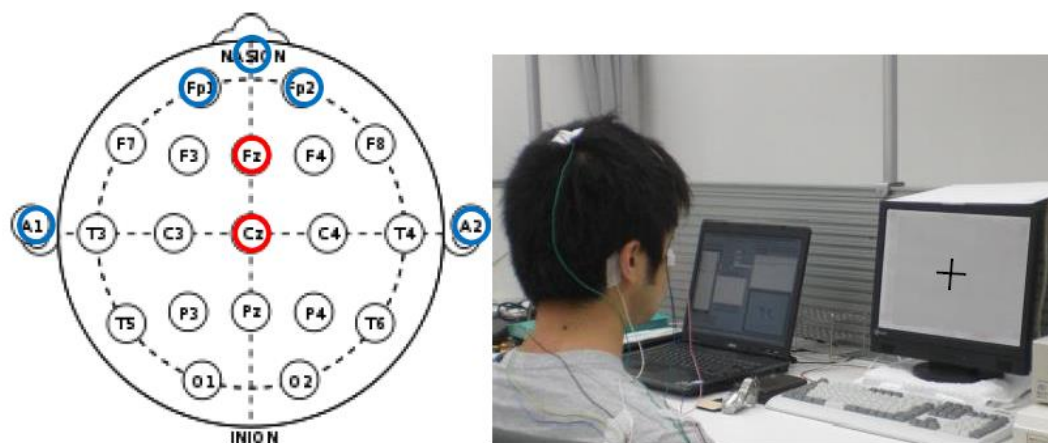 NASION
Fp1 Fp2
F7 F3 Fz F4 F8
A1 T3 C3 Cz C4 T4 A2
T5 P3 Pz P4 T6
O1 O2
INION